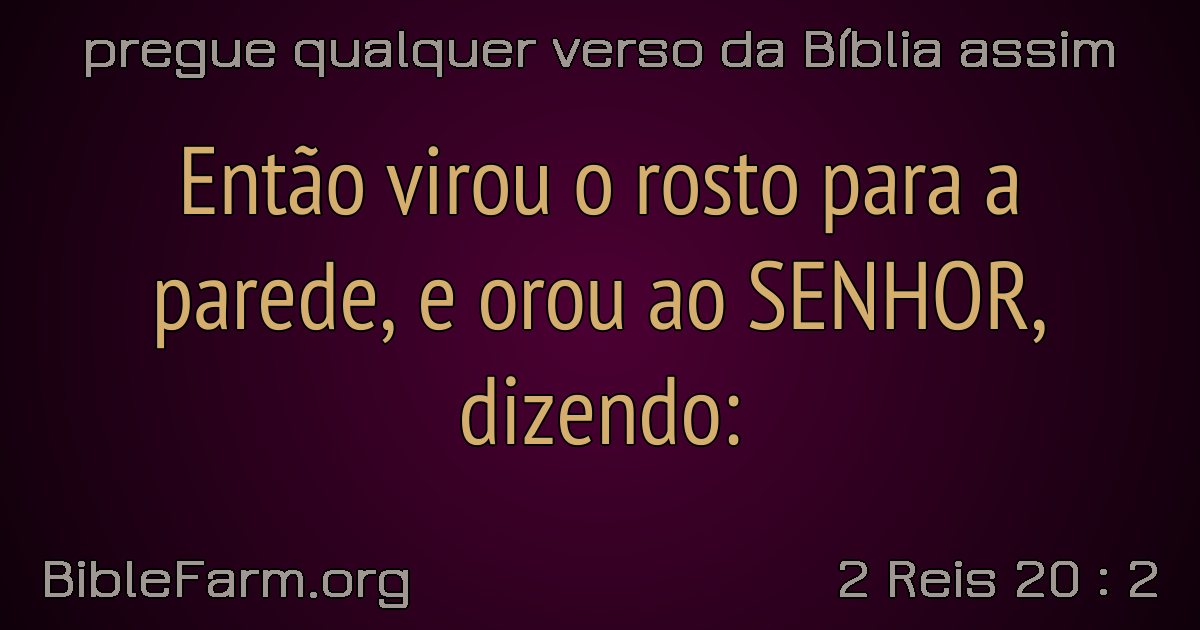 pregue qualquer verso da Bíblia assim
Então virou o rosto para a
parede, e orou ao SENHOR,
dizendo:
BibleFarm.org
2 Reis 20 : 2